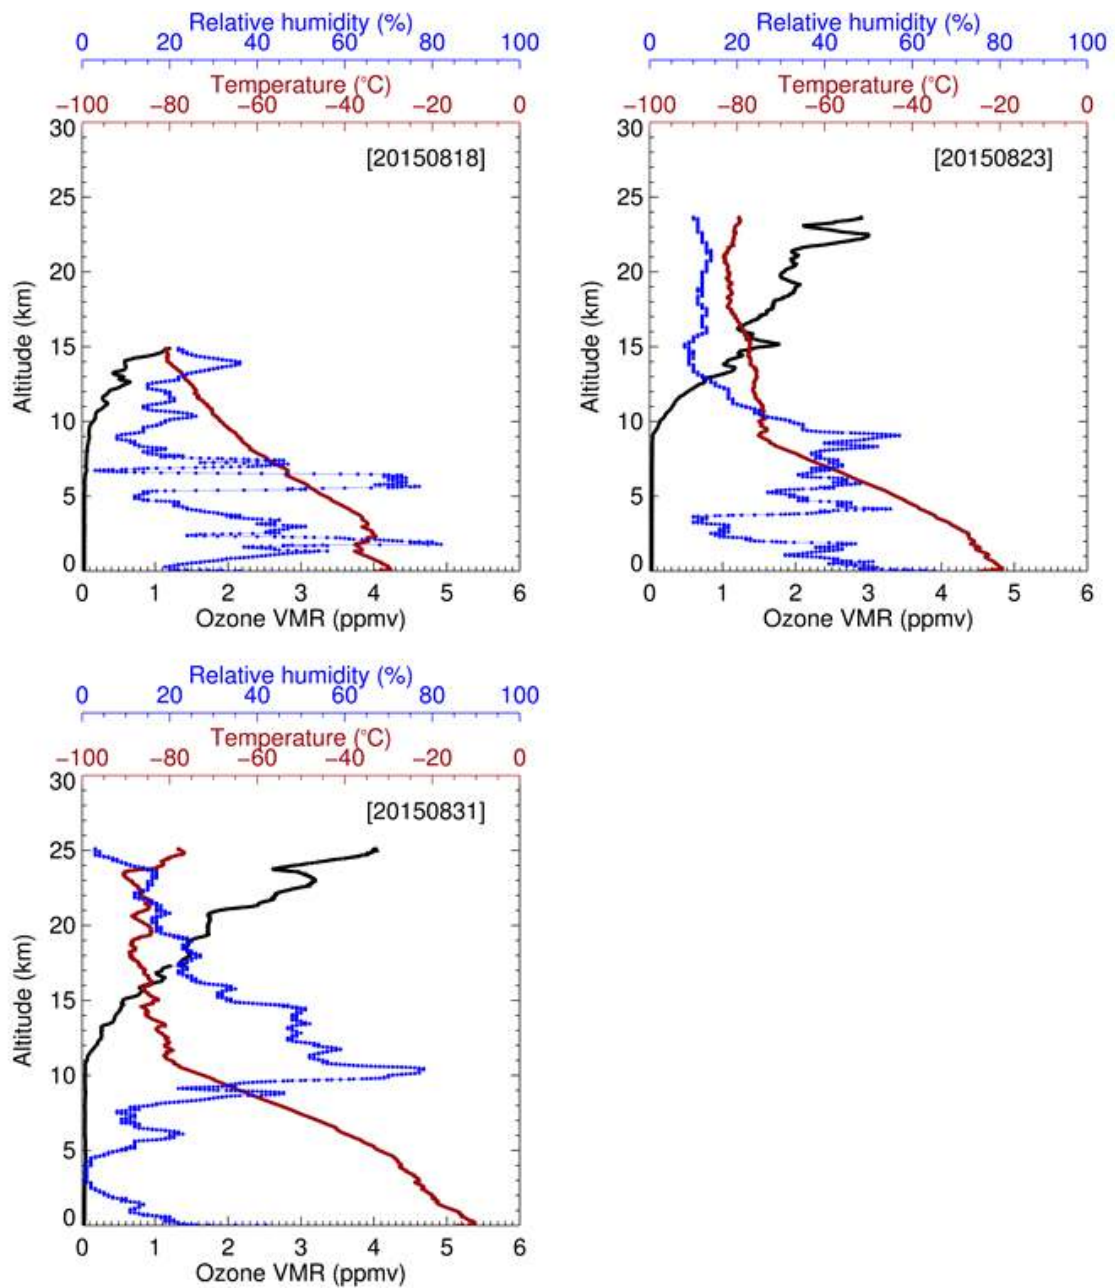 Relative humidity (%)
0 20 40 60 80 100
Temperature (°C)
−100 −80 −60 −40 −20 0
[20150818]
Altitude (km)
30
25
20
15
10
5
0
0 1 2 3 4 5 6
Ozone VMR (ppmv)
Relative humidity (%)
0 20 40 60 80 100
Temperature (°C)
−100 −80 −60 −40 −20 0
[20150823]
Altitude (km)
30
25
20
15
10
5
0
0 1 2 3 4 5 6
Ozone VMR (ppmv)
Relative humidity (%)
0 20 40 60 80 100
Temperature (°C)
−100 −80 −60 −40 −20 0
[20150831]
Altitude (km)
30
25
20
15
10
5
0
0 1 2 3 4 5 6
Ozone VMR (ppmv)